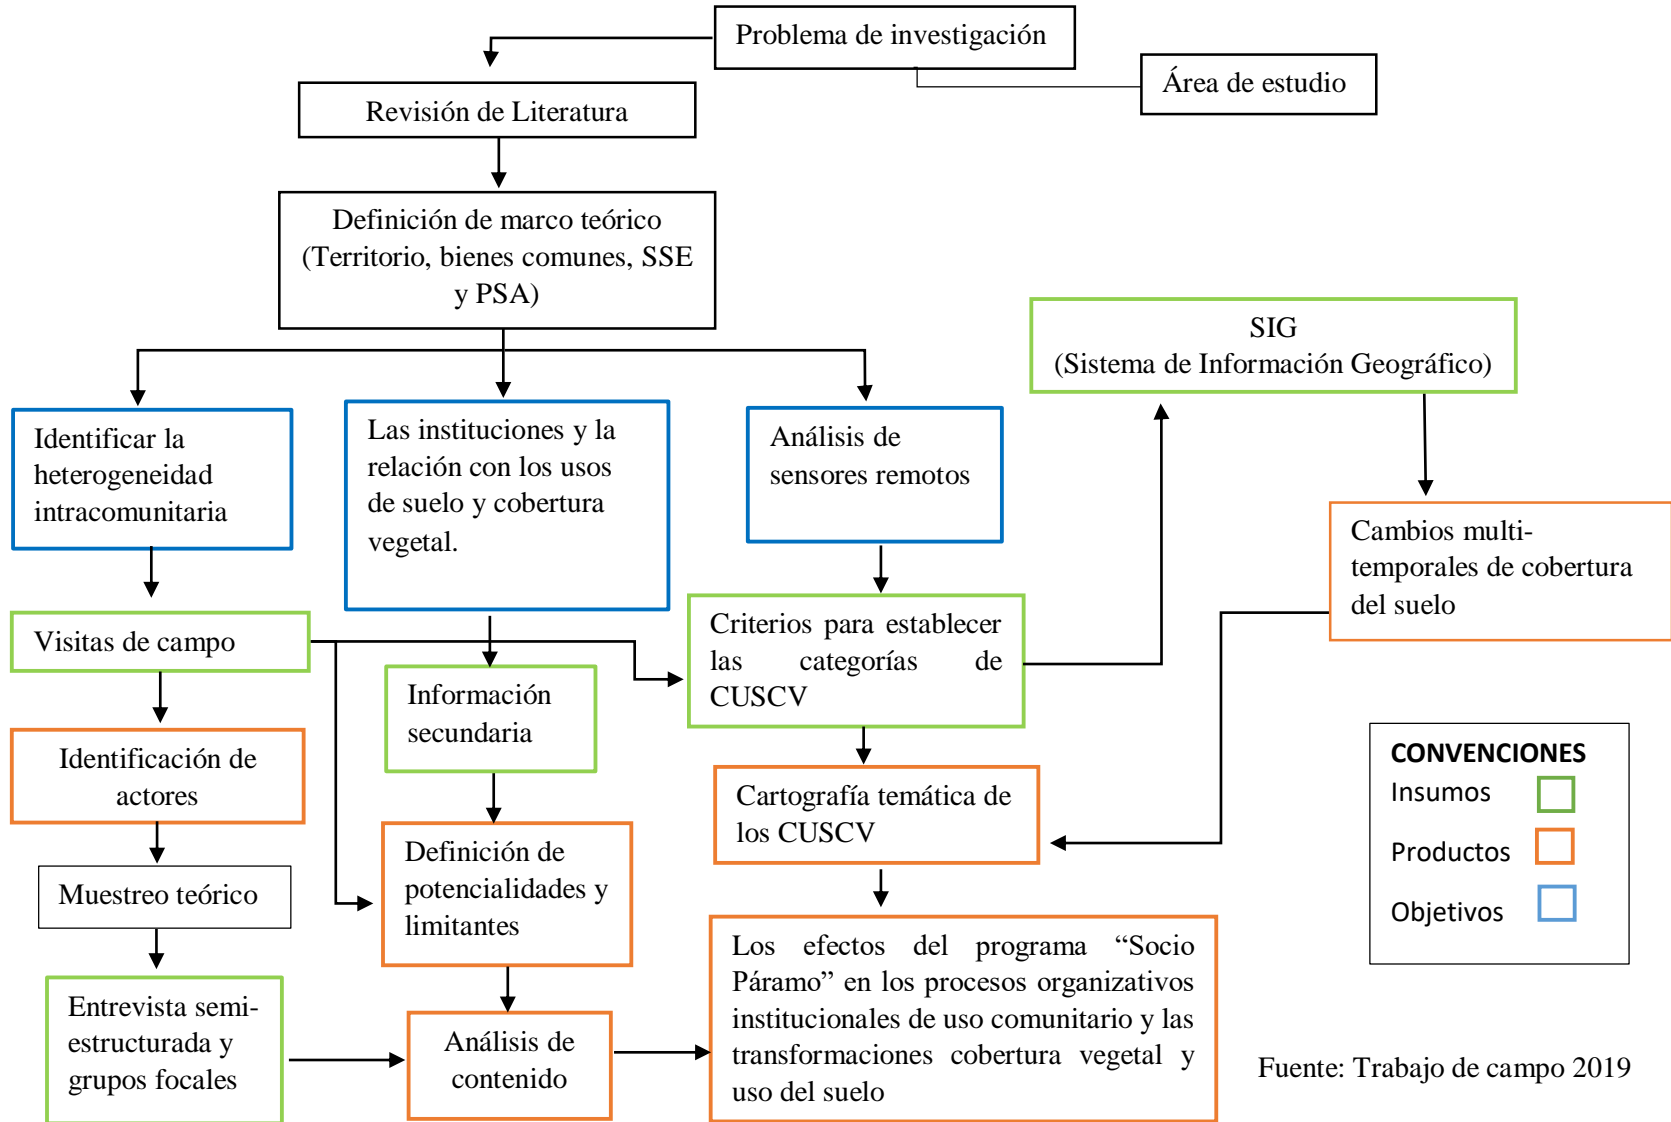 Problema de investigación
Área de estudio
Revisión de Literatura
Definición de marco teórico
(Territorio, bienes comunes, SSE
y PSA)
SIG
(Sistema de Información Geográfico)
Identificar la
heterogeneidad
intracomunitaria
Las instituciones y la
relación con los usos
de suelo y cobertura
vegetal.
Análisis de
sensores remotos
Cambios multi-
temporales de cobertura
del suelo
Visitas de campo
Información
secundaria
Criterios para establecer
las categorías de
CUSCV
Identificación de
actores
Definición de
potencialidades y
limitantes
Cartografía temática de
los CUSCV
Muestreo teórico
Entrevista semi-
estructurada y
grupos focales
Análisis de
contenido
Los efectos del programa “Socio
Páramo” en los procesos organizativos
institucionales de uso comunitario y las
transformaciones cobertura vegetal y
uso del suelo
CONVENCIONES
Insumos
Productos
Objetivos
Fuente: Trabajo de campo 2019